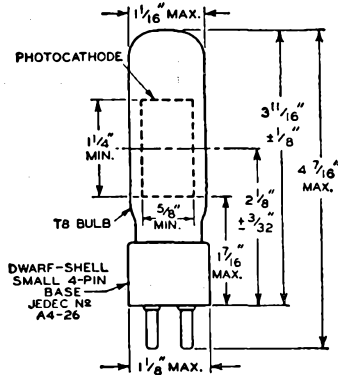 1 1/16" MAX.
PHOTOCATHODE
3 11/16"
± 1/8"
1 1/4"
MIN.
4 7/16"
MAX.
5/8"
MIN.
2 1/8"
± 3/32"
T8 BULB
1 7/16"
MAX.
DWARF-SHELL
SMALL 4-PIN
BASE
JEDEC Nº
A4-26
1 1/8" MAX.